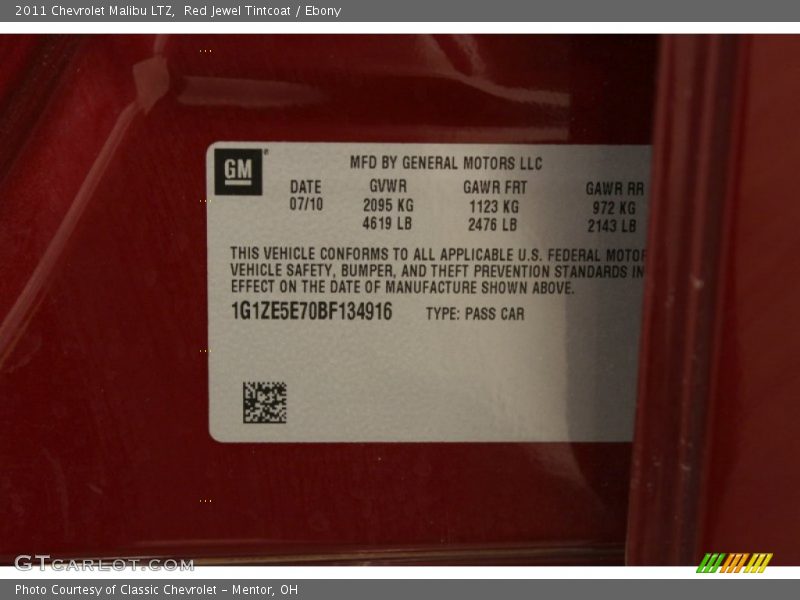 2011 Chevrolet Malibu LTZ, Red Jewel Tintcoat / Ebony
GM
MFD BY GENERAL MOTORS LLC
DATE GVWR GAWR FRT GAWR RR
07/10 2095 KG 1123 KG 972 KG
4619 LB 2476 LB 2143 LB
THIS VEHICLE CONFORMS TO ALL APPLICABLE U.S. FEDERAL MOTOR
VEHICLE SAFETY, BUMPER, AND THEFT PREVENTION STANDARDS IN
EFFECT ON THE DATE OF MANUFACTURE SHOWN ABOVE.
1G1ZE5E70BF134916 TYPE: PASS CAR
GTCARLOT.COM
Photo Courtesy of Classic Chevrolet - Mentor, OH